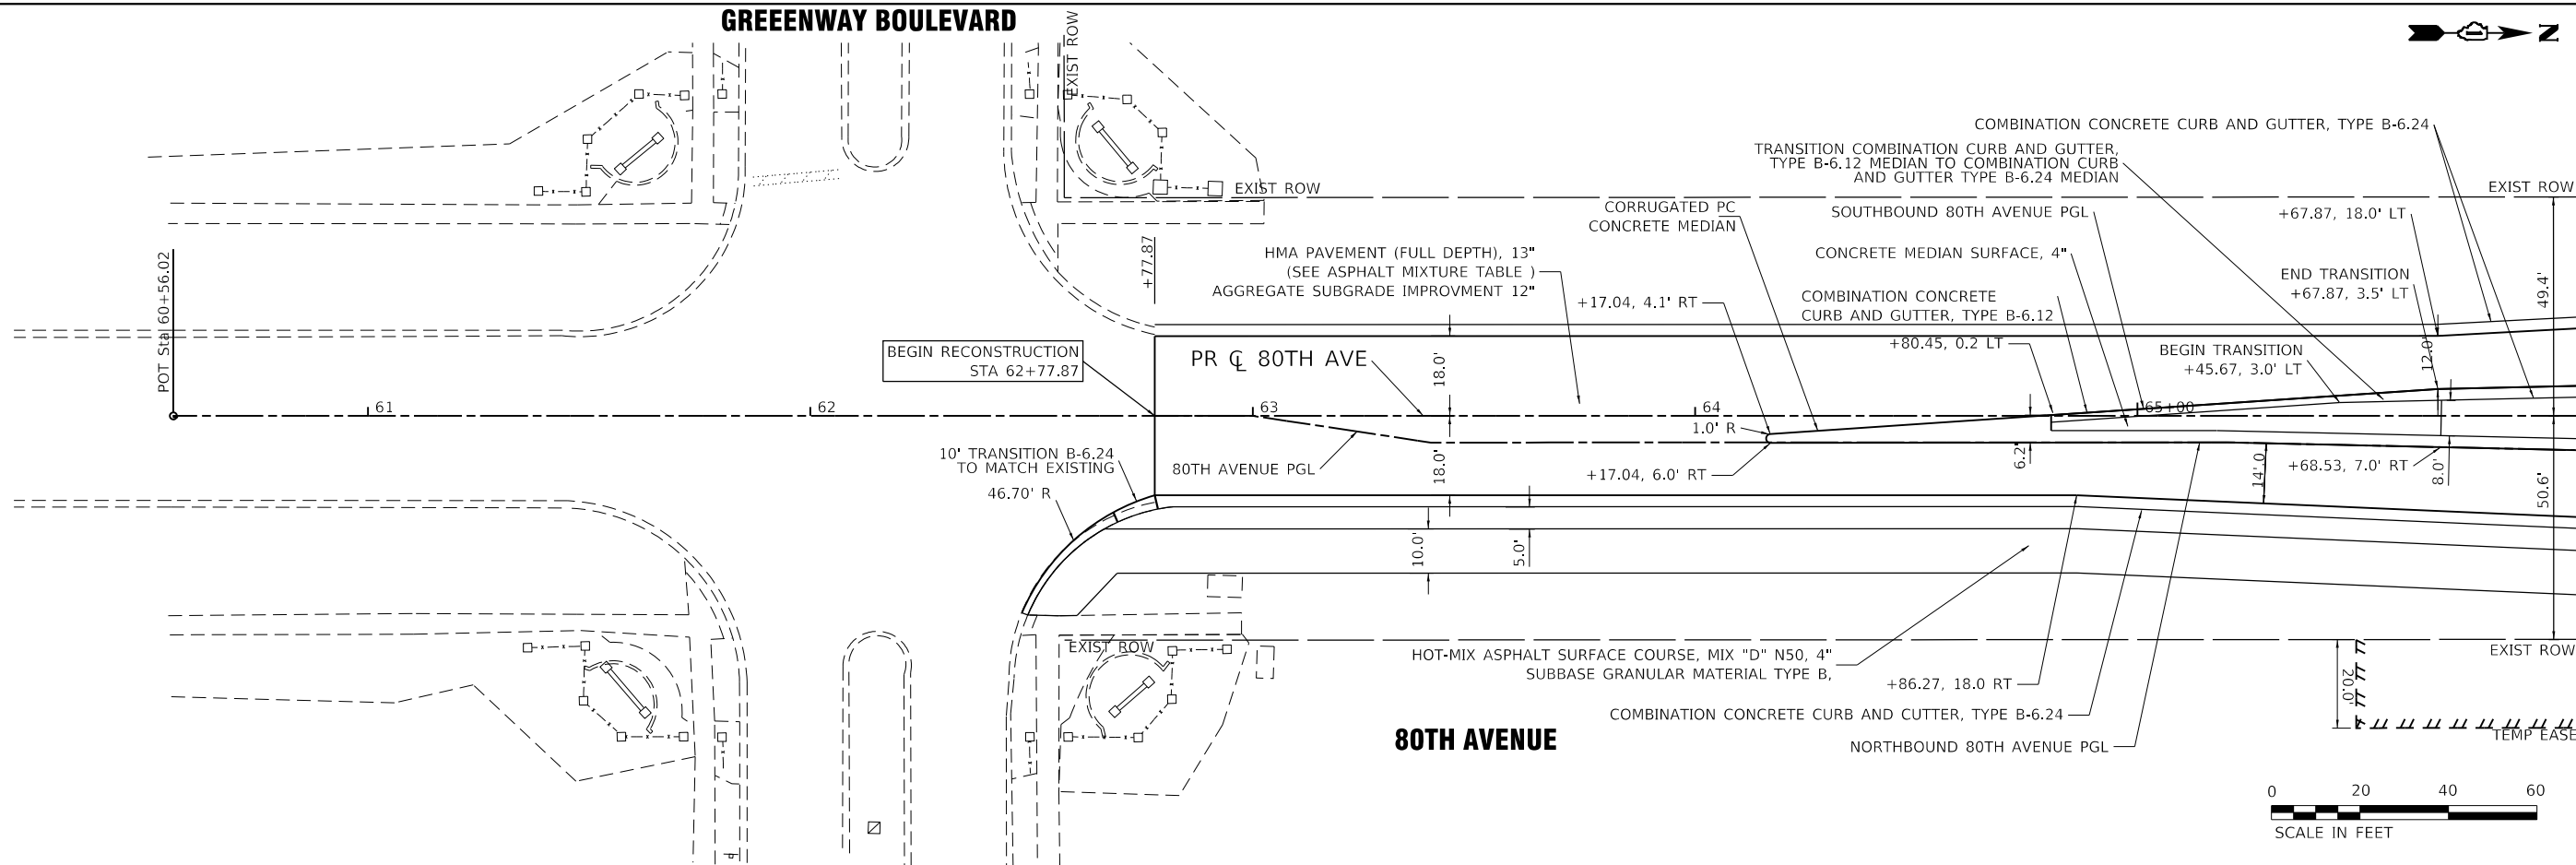 GREEENWAY BOULEVARD
EXIST ROW
N
COMBINATION CONCRETE CURB AND GUTTER, TYPE B-6.24
TRANSITION COMBINATION CURB AND GUTTER,
TYPE B-6.12 MEDIAN TO COMBINATION CURB
AND GUTTER TYPE B-6.24 MEDIAN
EXIST ROW
EXIST ROW
CORRUGATED PC
CONCRETE MEDIAN
SOUTHBOUND 80TH AVENUE PGL
+67.87, 18.0' LT
HMA PAVEMENT (FULL DEPTH), 13"
(SEE ASPHALT MIXTURE TABLE )
AGGREGATE SUBGRADE IMPROVMENT 12"
CONCRETE MEDIAN SURFACE, 4"
END TRANSITION
+67.87, 3.5' LT
49.4'
POT Sta 60+56.02
+77.87
+17.04, 4.1' RT
COMBINATION CONCRETE
CURB AND GUTTER, TYPE B-6.12
+80.45, 0.2 LT
BEGIN TRANSITION
+45.67, 3.0' LT
12.0'
BEGIN RECONSTRUCTION
STA 62+77.87
PR ℄ 80TH AVE
18.0'
61
62
63
64
65+00
1.0' R
10' TRANSITION B-6.24
TO MATCH EXISTING
46.70' R
80TH AVENUE PGL
18.0'
+17.04, 6.0' RT
6.2'
14'.0
+68.53, 7.0' RT
8.0'
50.6'
10.0'
5.0'
EXIST ROW
HOT-MIX ASPHALT SURFACE COURSE, MIX "D" N50, 4"
SUBBASE GRANULAR MATERIAL TYPE B,
EXIST ROW
+86.27, 18.0 RT
20.0'
COMBINATION CONCRETE CURB AND CUTTER, TYPE B-6.24
80TH AVENUE
NORTHBOUND 80TH AVENUE PGL
TEMP EASE
0 20 40 60
SCALE IN FEET